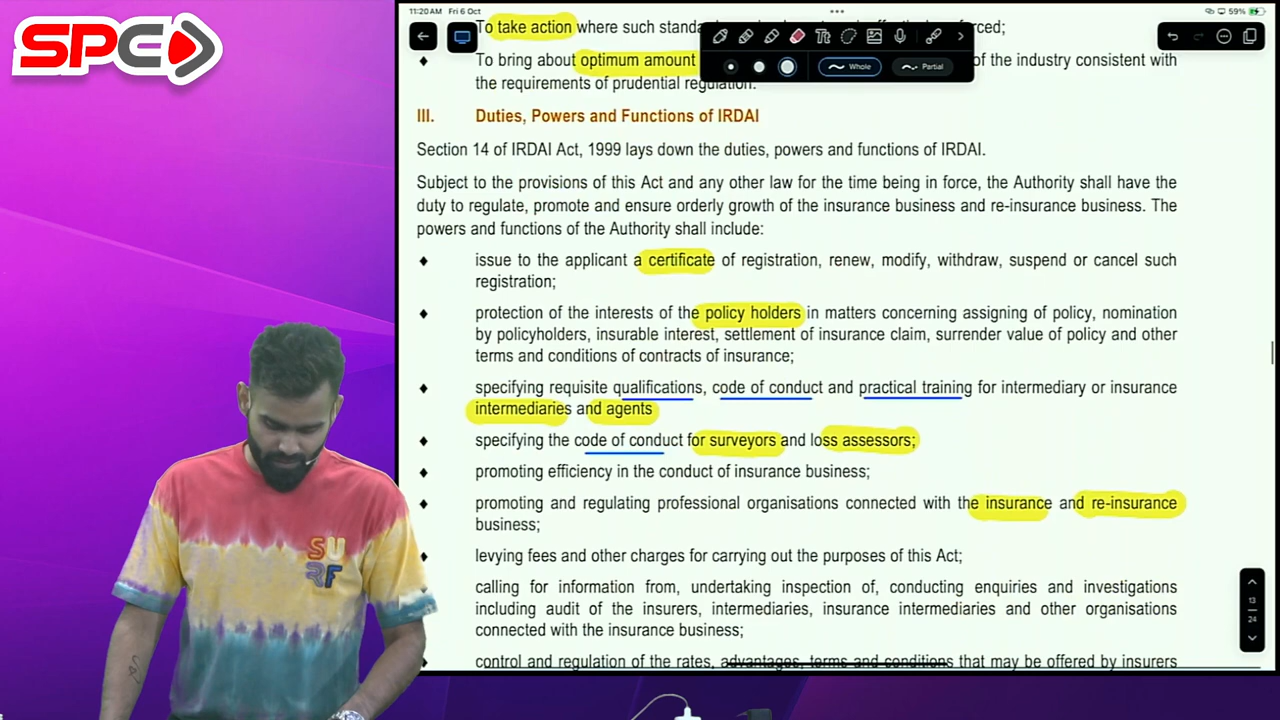 11:20 AM Fri 6 Oct
59%
SPC
To take action where such standa rced;
♦ To bring about optimum amount of the industry consistent with
the requirements of prudential regulation.
Whole
Partial
III. Duties, Powers and Functions of IRDAI
Section 14 of IRDAI Act, 1999 lays down the duties, powers and functions of IRDAI.
Subject to the provisions of this Act and any other law for the time being in force, the Authority shall have the
duty to regulate, promote and ensure orderly growth of the insurance business and re-insurance business. The
powers and functions of the Authority shall include:
♦ issue to the applicant a certificate of registration, renew, modify, withdraw, suspend or cancel such
registration;
♦ protection of the interests of the policy holders in matters concerning assigning of policy, nomination
by policyholders, insurable interest, settlement of insurance claim, surrender value of policy and other
terms and conditions of contracts of insurance;
♦ specifying requisite qualifications, code of conduct and practical training for intermediary or insurance
intermediaries and agents
♦ specifying the code of conduct for surveyors and loss assessors;
♦ promoting efficiency in the conduct of insurance business;
♦ promoting and regulating professional organisations connected with the insurance and re-insurance
business;
♦ levying fees and other charges for carrying out the purposes of this Act;
calling for information from, undertaking inspection of, conducting enquiries and investigations
including audit of the insurers, intermediaries, insurance intermediaries and other organisations
connected with the insurance business;
♦ control and regulation of the rates, advantages, terms and conditions that may be offered by insurers
13
24
SU
RF